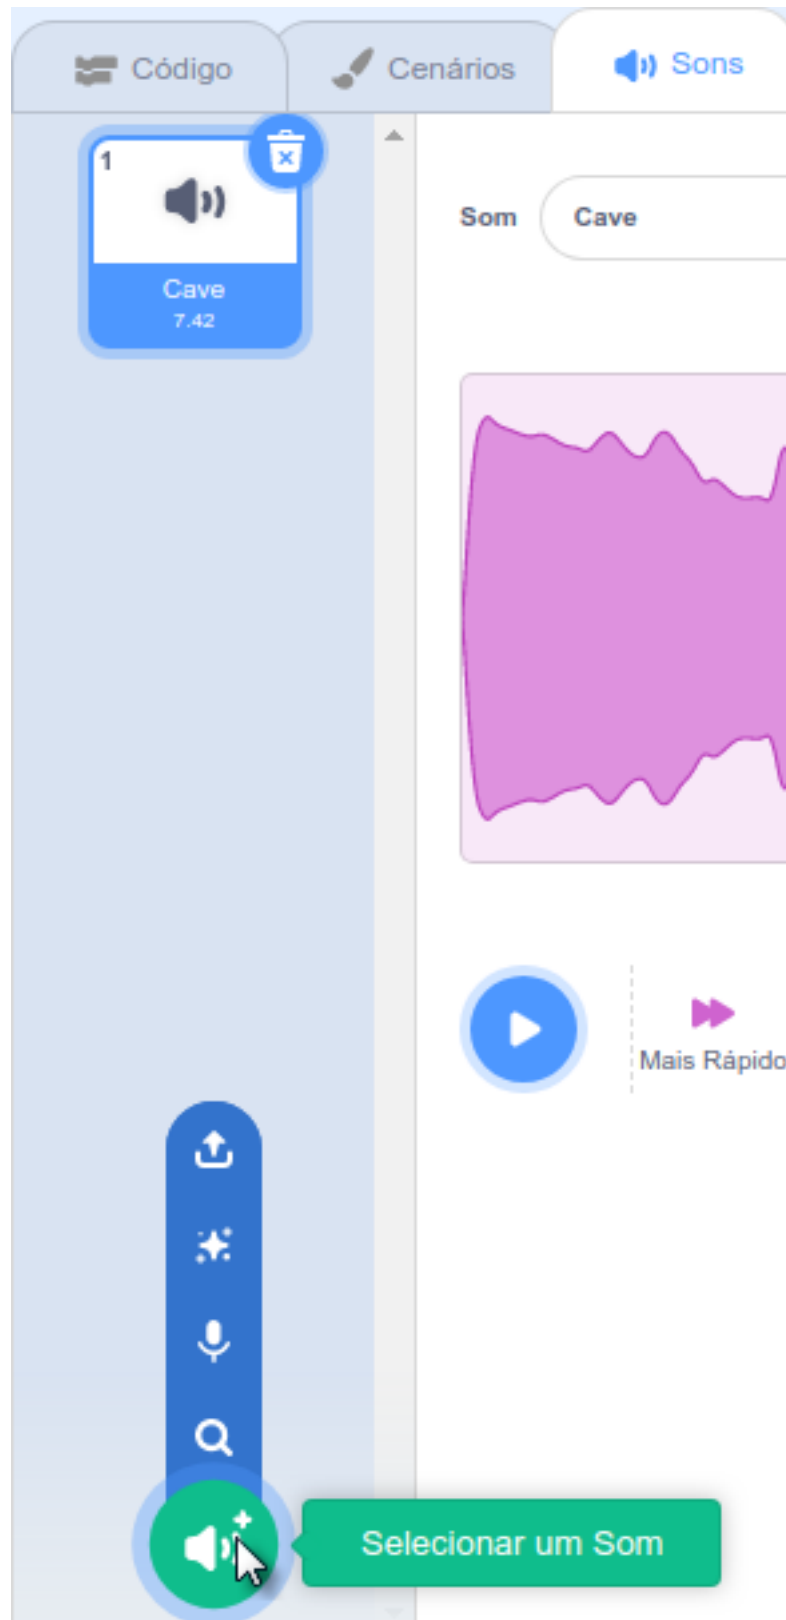 Código
Cenários
Sons
1
Cave
7.42
Som
Cave
Mais Rápido
Selecionar um Som